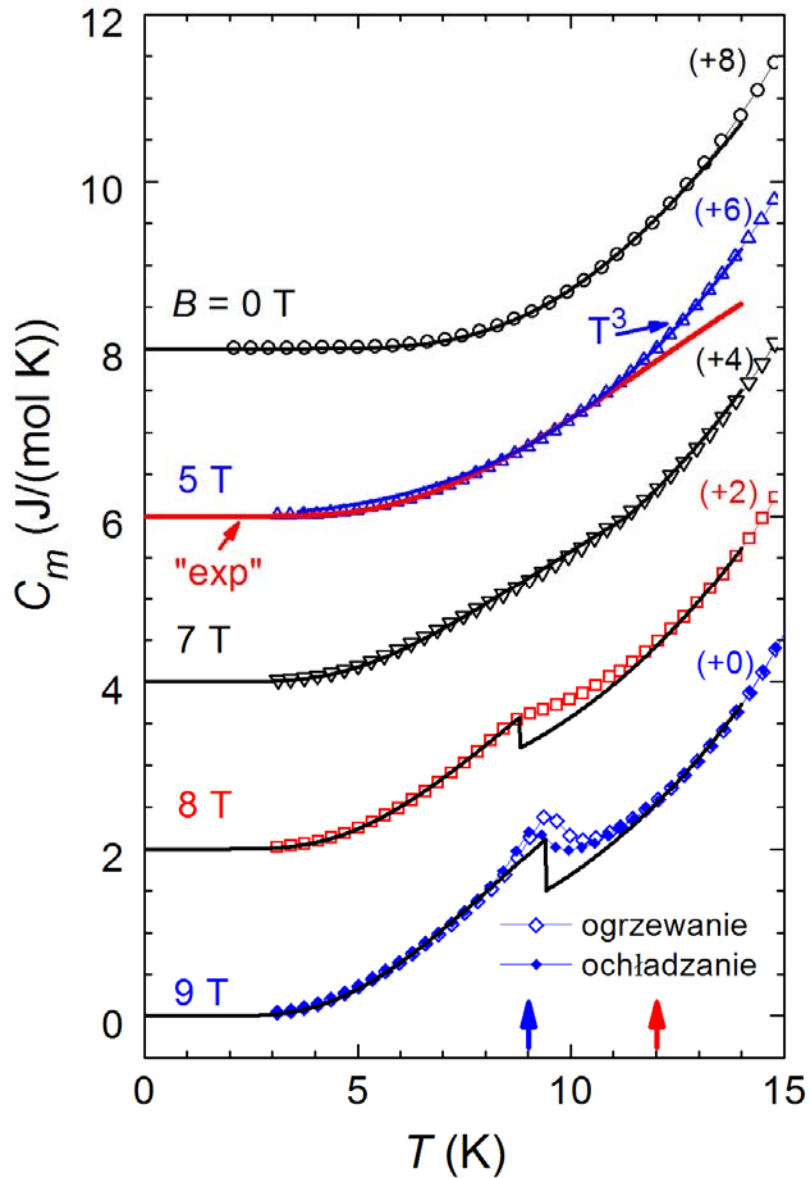 12
10
8
6
4
2
0
C_m (J/(mol K))
(+8)
B = 0 T
(+6)
T³
5 T
"exp"
(+4)
7 T
(+2)
8 T
(+0)
9 T
ogrzewanie
ochładzanie
0 5 10 15
T (K)